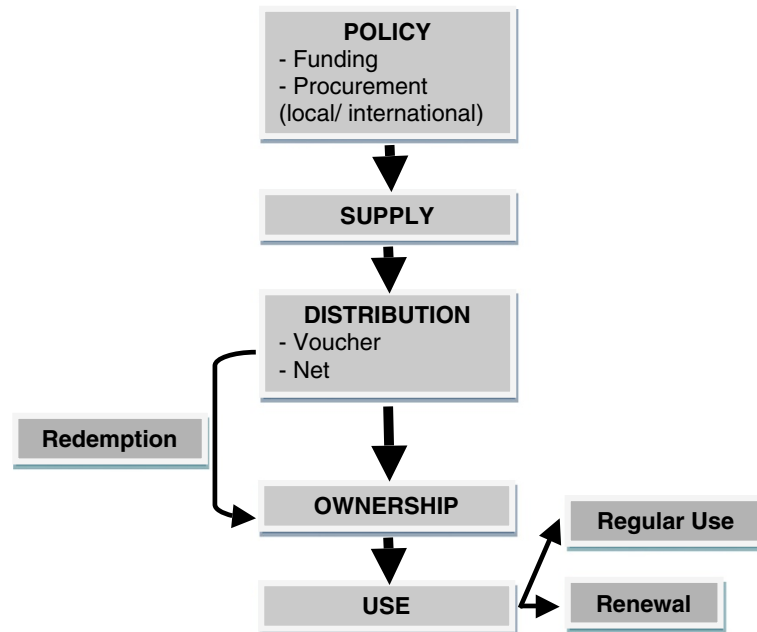 POLICY
- Funding
- Procurement
(local/ international)
SUPPLY
DISTRIBUTION
- Voucher
- Net
Redemption
OWNERSHIP
Regular Use
USE
Renewal